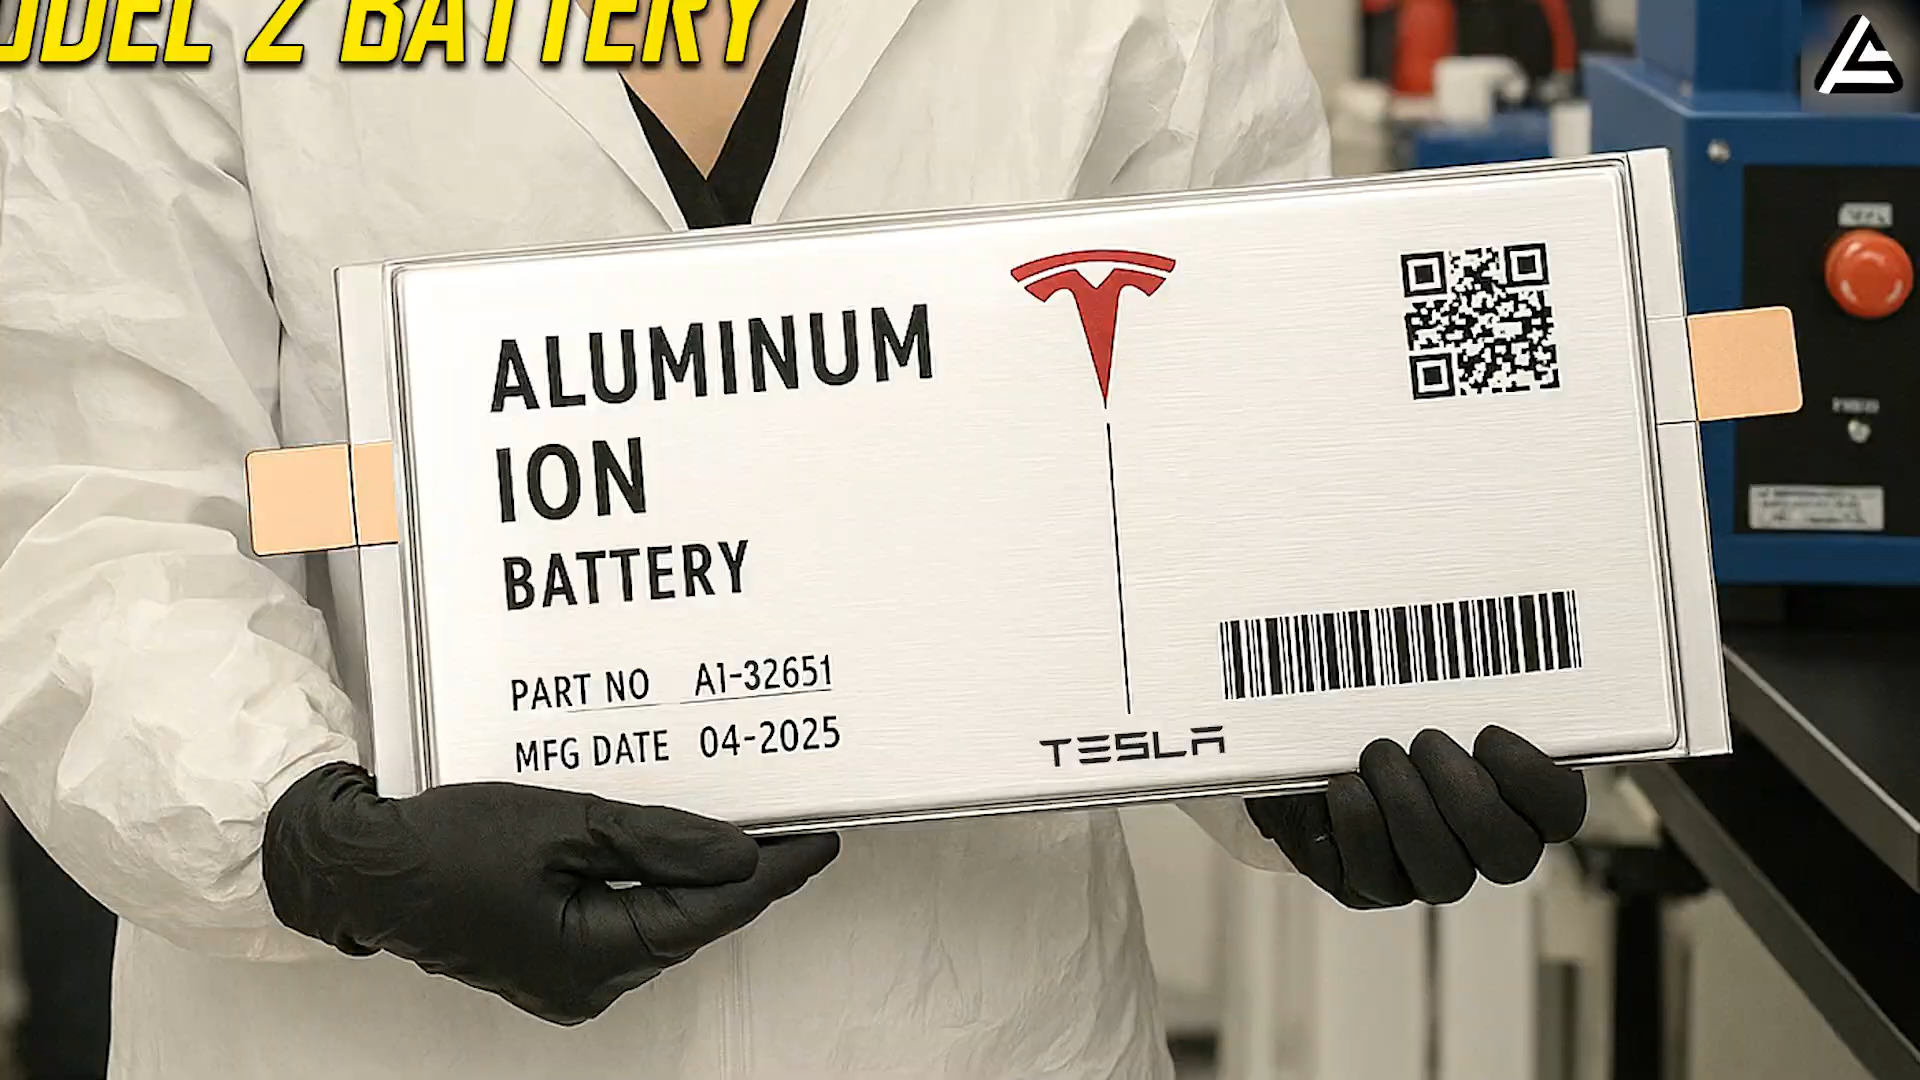 ODEL 2 BATTERY
ALUMINUM
ION
BATTERY
PART NO A1-32651
MFG DATE 04-2025
TESLA